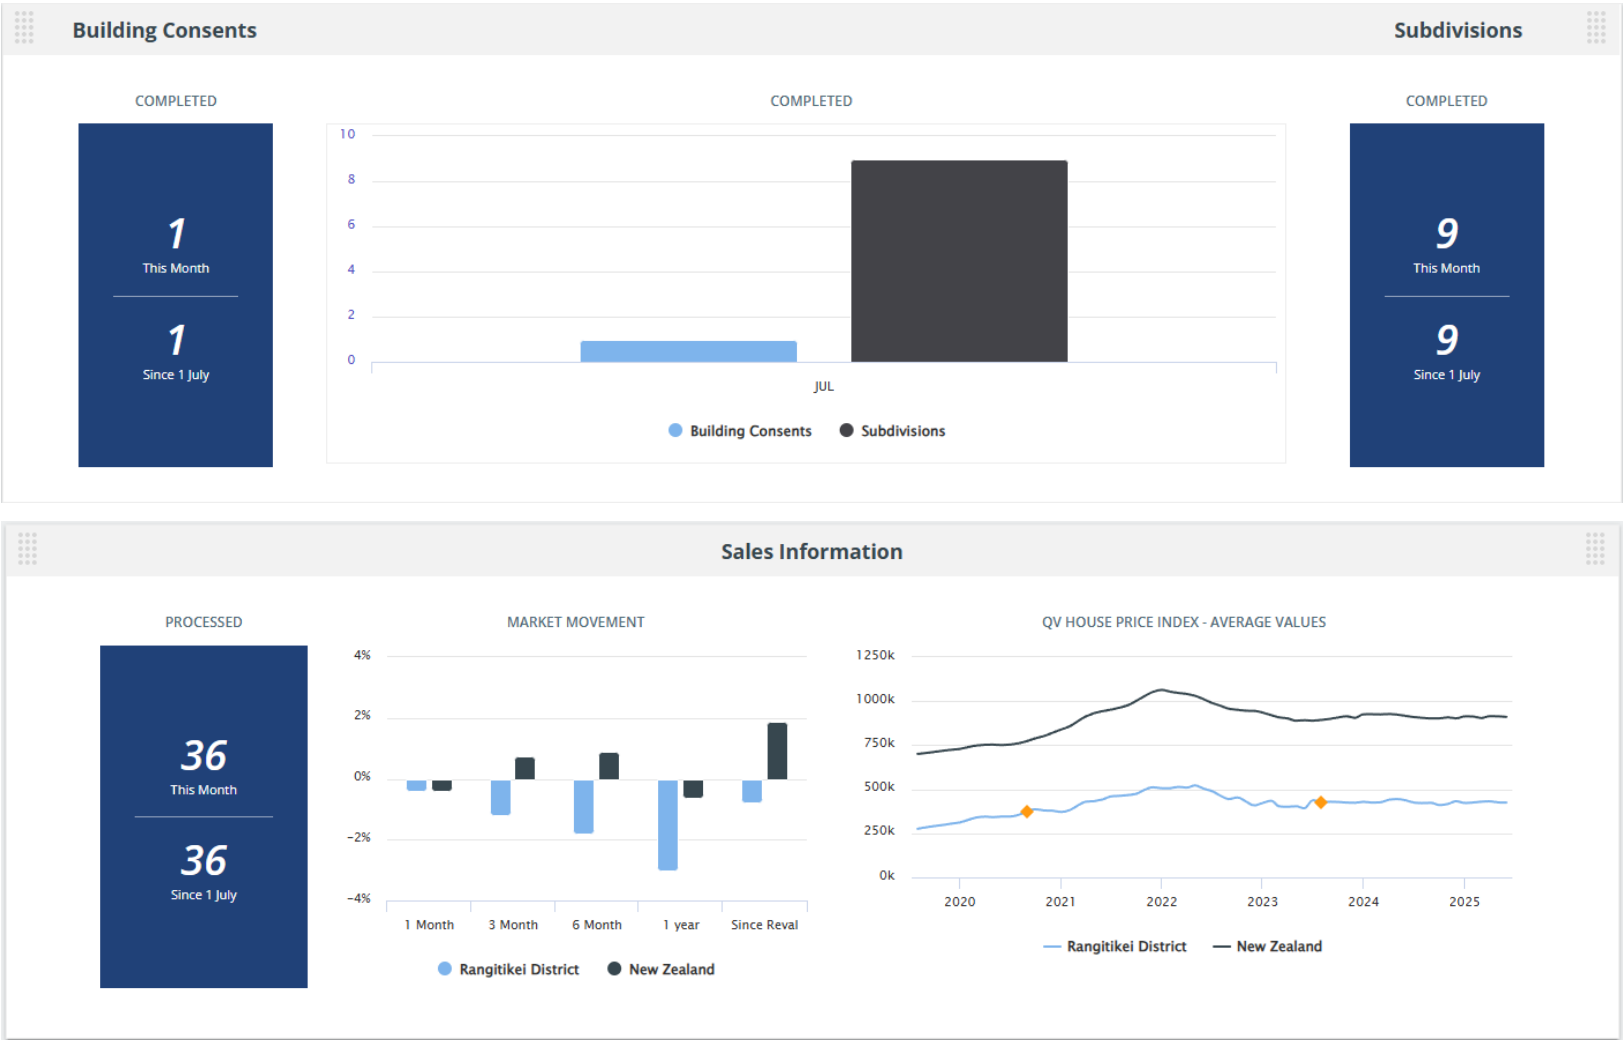 Building Consents
Subdivisions
COMPLETED
1
This Month
1
Since 1 July
COMPLETED
10
8
6
4
2
0
JUL
Building Consents
Subdivisions
COMPLETED
9
This Month
9
Since 1 July
Sales Information
PROCESSED
36
This Month
36
Since 1 July
MARKET MOVEMENT
4%
2%
0%
−2%
−4%
1 Month
3 Month
6 Month
1 year
Since Reval
Rangitikei District
New Zealand
QV HOUSE PRICE INDEX - AVERAGE VALUES
1250k
1000k
750k
500k
250k
0k
2020
2021
2022
2023
2024
2025
Rangitikei District
New Zealand